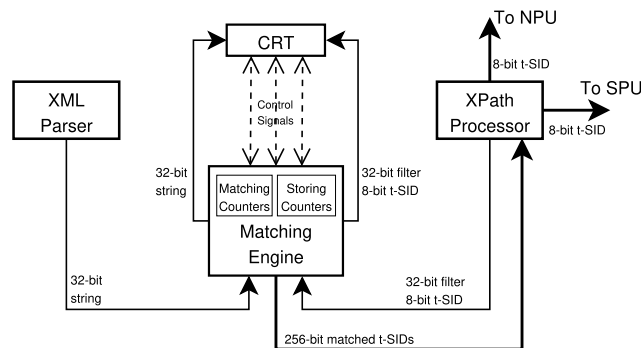 To NPU
8-bit t-SID
CRT
To SPU
8-bit t-SID
XML
Parser
XPath
Processor
Control
Signals
32-bit
string
32-bit filter
8-bit t-SID
Matching
Counters
Storing
Counters
Matching
Engine
32-bit
string
32-bit filter
8-bit t-SID
256-bit matched t-SIDs